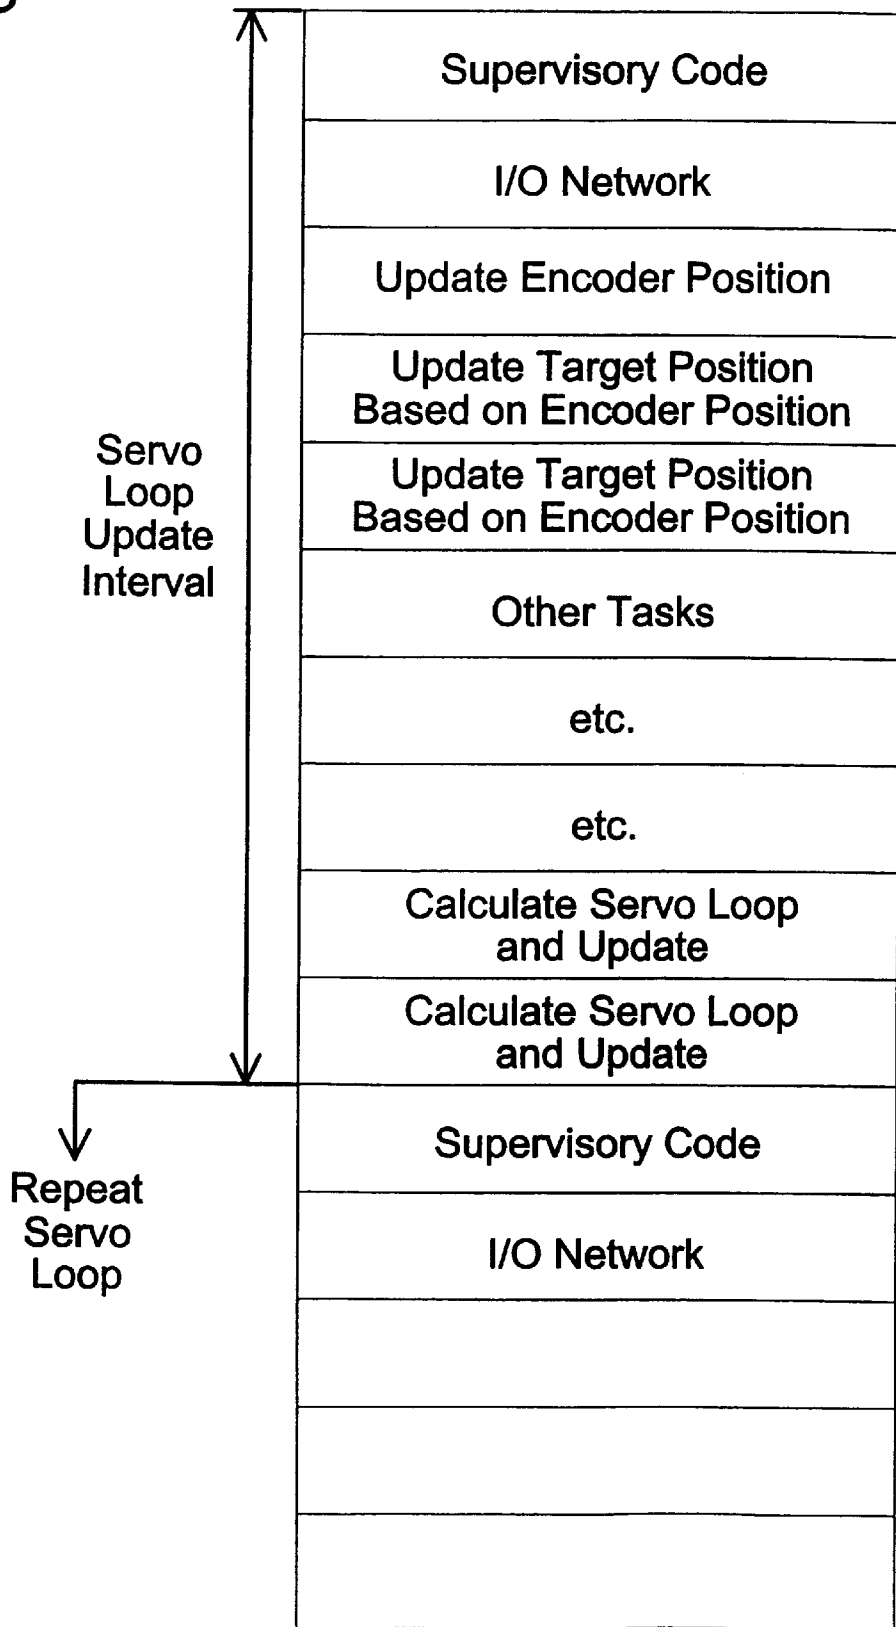 Supervisory Code
I/O Network
Update Encoder Position
Update Target Position
Based on Encoder Position
Update Target Position
Based on Encoder Position
Servo
Loop
Update
Interval
Other Tasks
etc.
etc.
Calculate Servo Loop
and Update
Calculate Servo Loop
and Update
Supervisory Code
Repeat
Servo
Loop
I/O Network